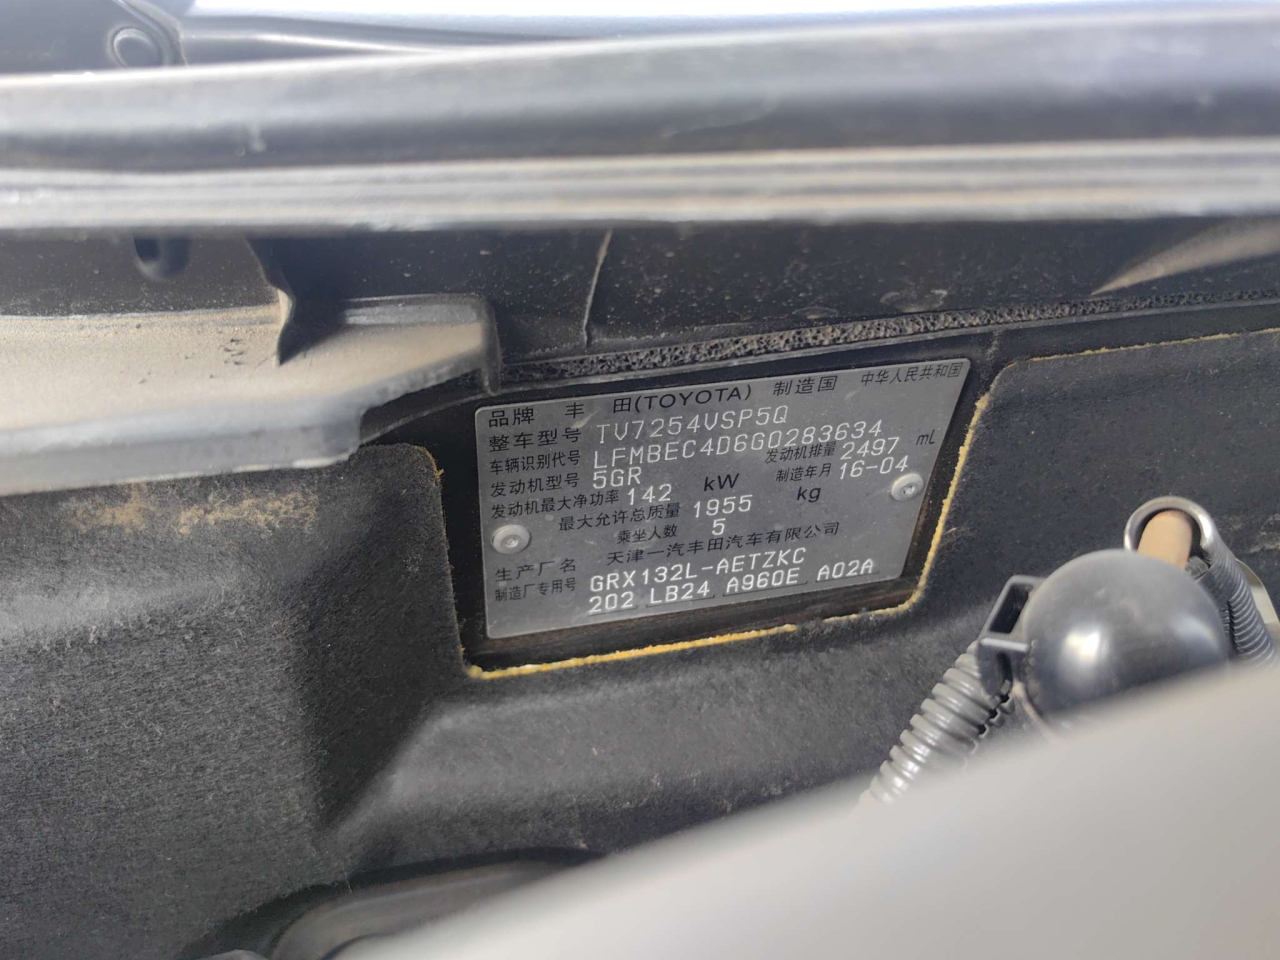 品牌 丰 田(TOYOTA) 制造国 中华人民共和国
整车型号 TV7254VSP5Q
车辆识别代号 LFMBEC4D6G0283634
发动机型号 5GR 发动机排量 2497 mL
发动机最大净功率 142 kW 制造年月 16-04
最大允许总质量 1955 kg
乘坐人数 5
生产厂名 天津一汽丰田汽车有限公司
制造厂专用号 GRX132L-AETZKC
202 LB24 A960E A02A